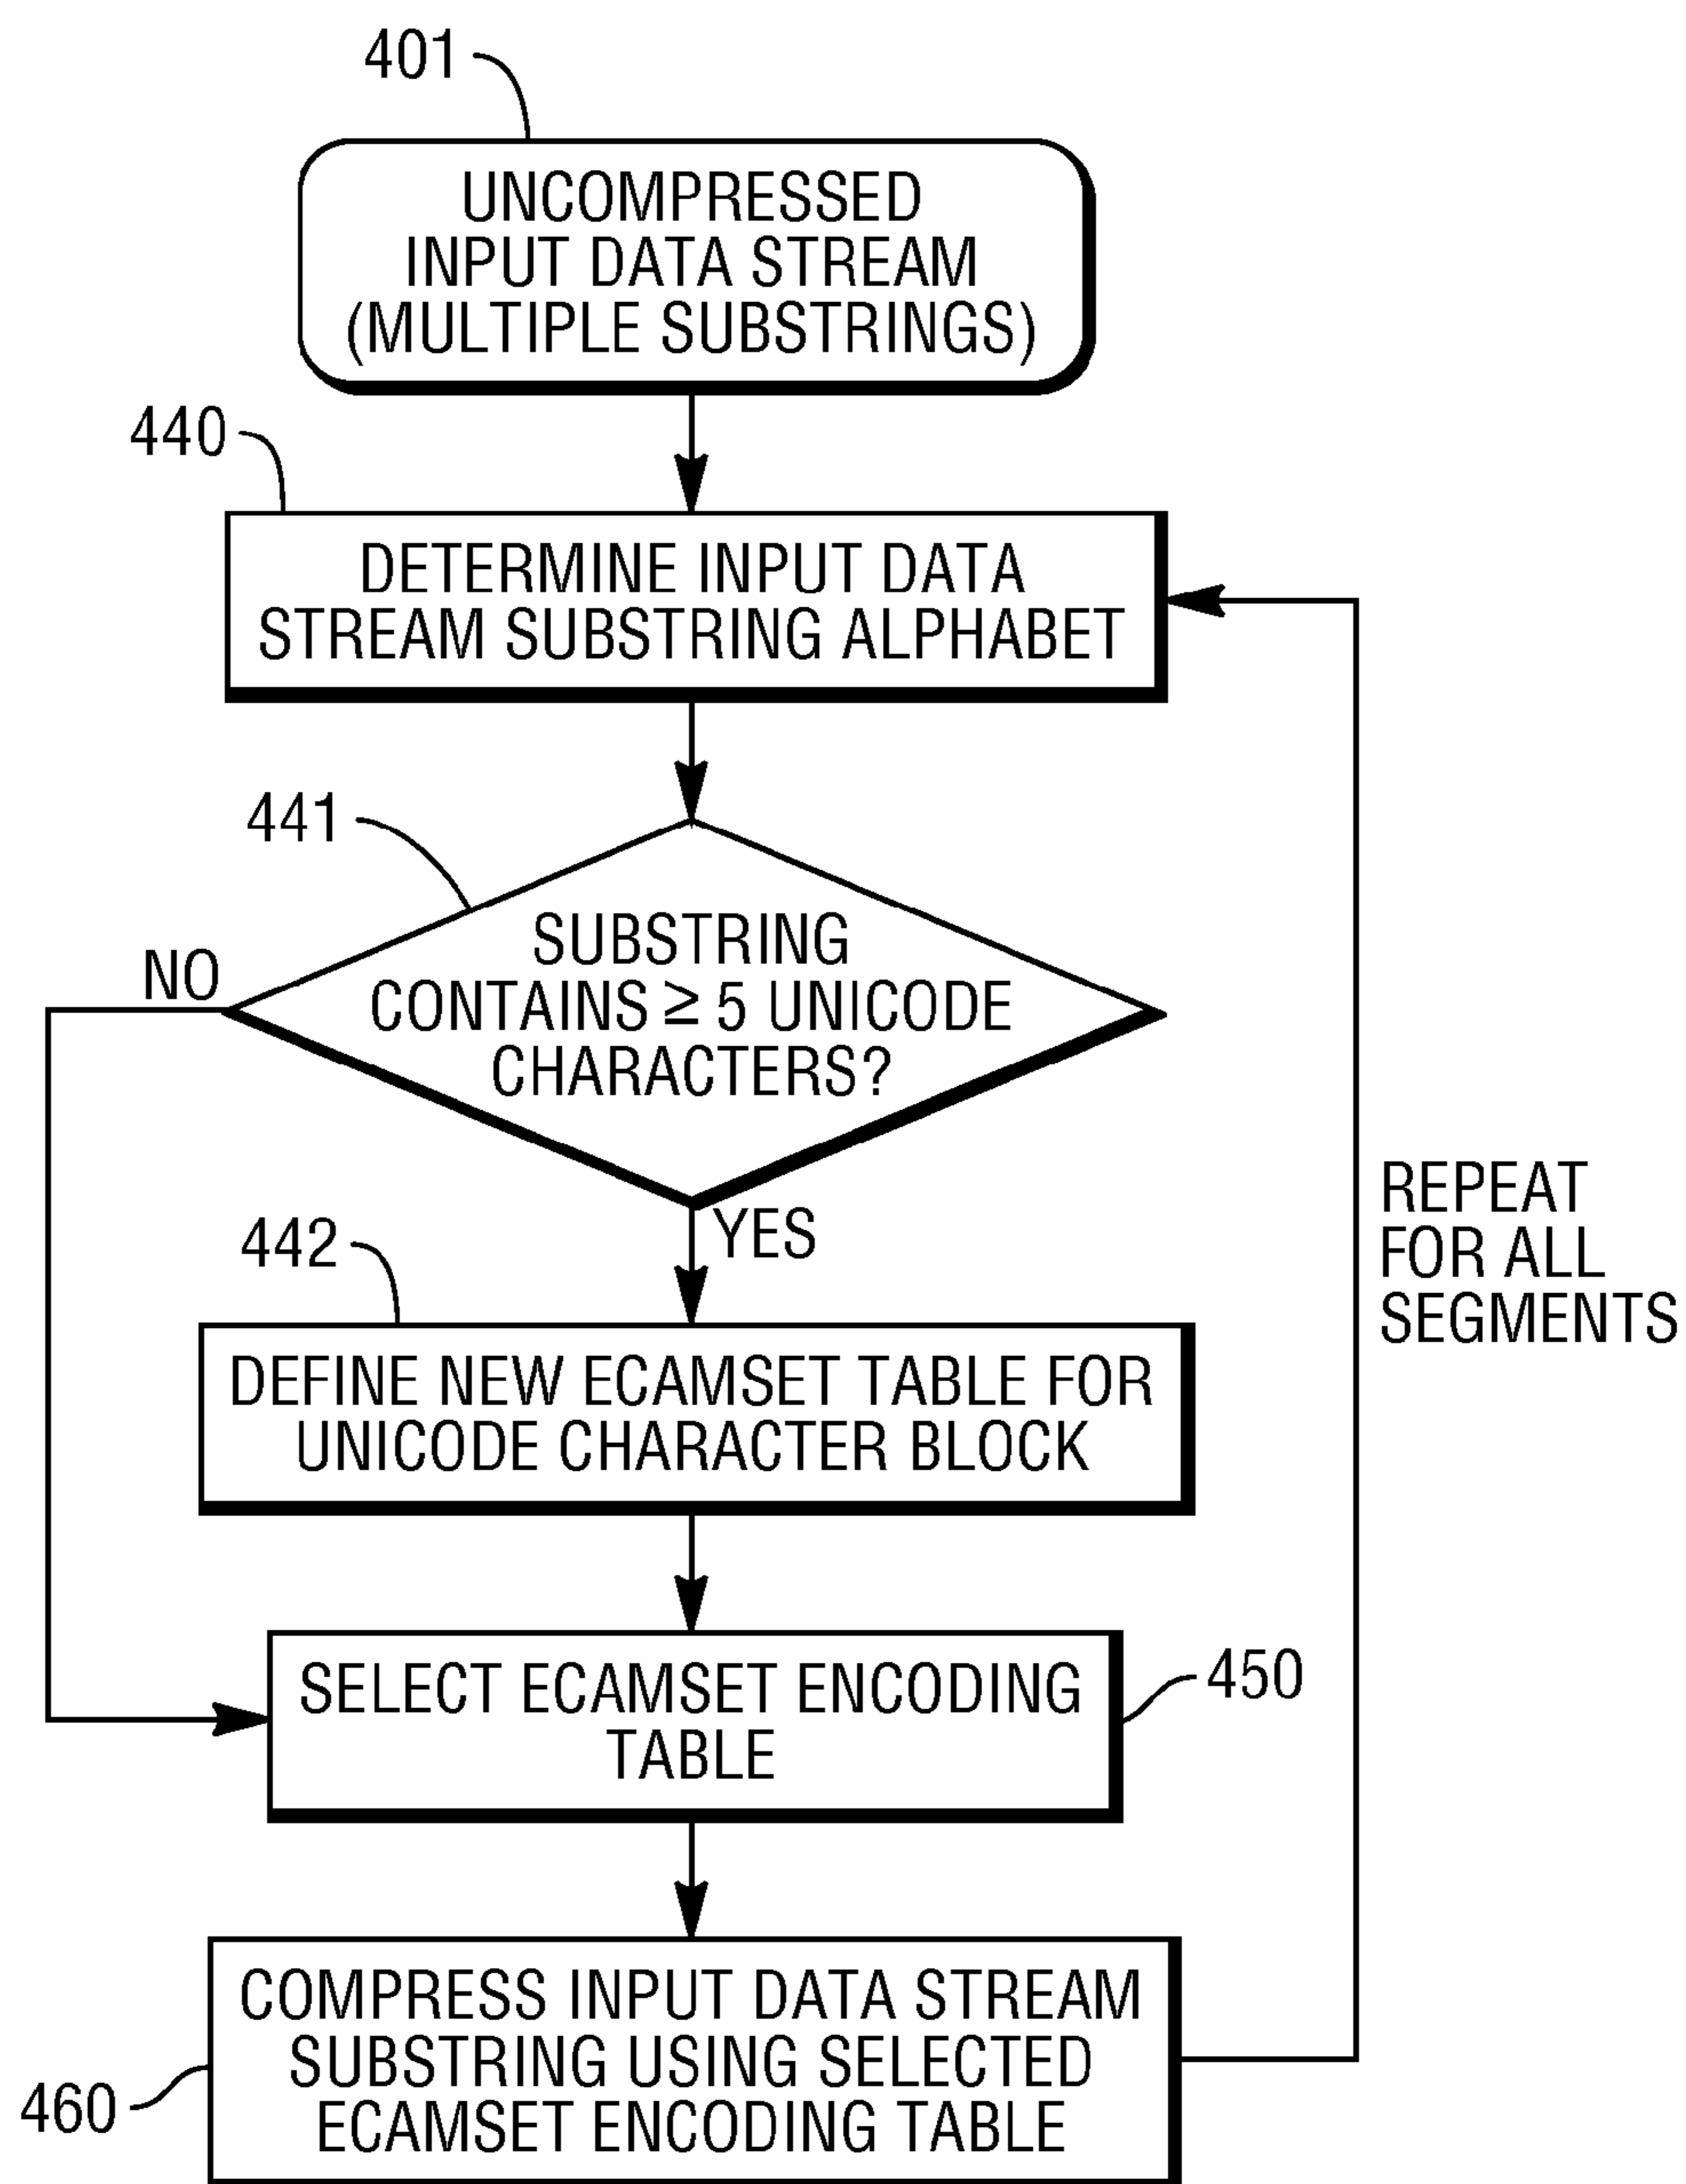 401
UNCOMPRESSED
INPUT DATA STREAM
(MULTIPLE SUBSTRINGS)
440
DETERMINE INPUT DATA
STREAM SUBSTRING ALPHABET
441
SUBSTRING
CONTAINS ≥ 5 UNICODE
CHARACTERS?
NO
YES
442
DEFINE NEW ECAMSET TABLE FOR
UNICODE CHARACTER BLOCK
REPEAT
FOR ALL
SEGMENTS
SELECT ECAMSET ENCODING
TABLE
450
COMPRESS INPUT DATA STREAM
SUBSTRING USING SELECTED
ECAMSET ENCODING TABLE
460